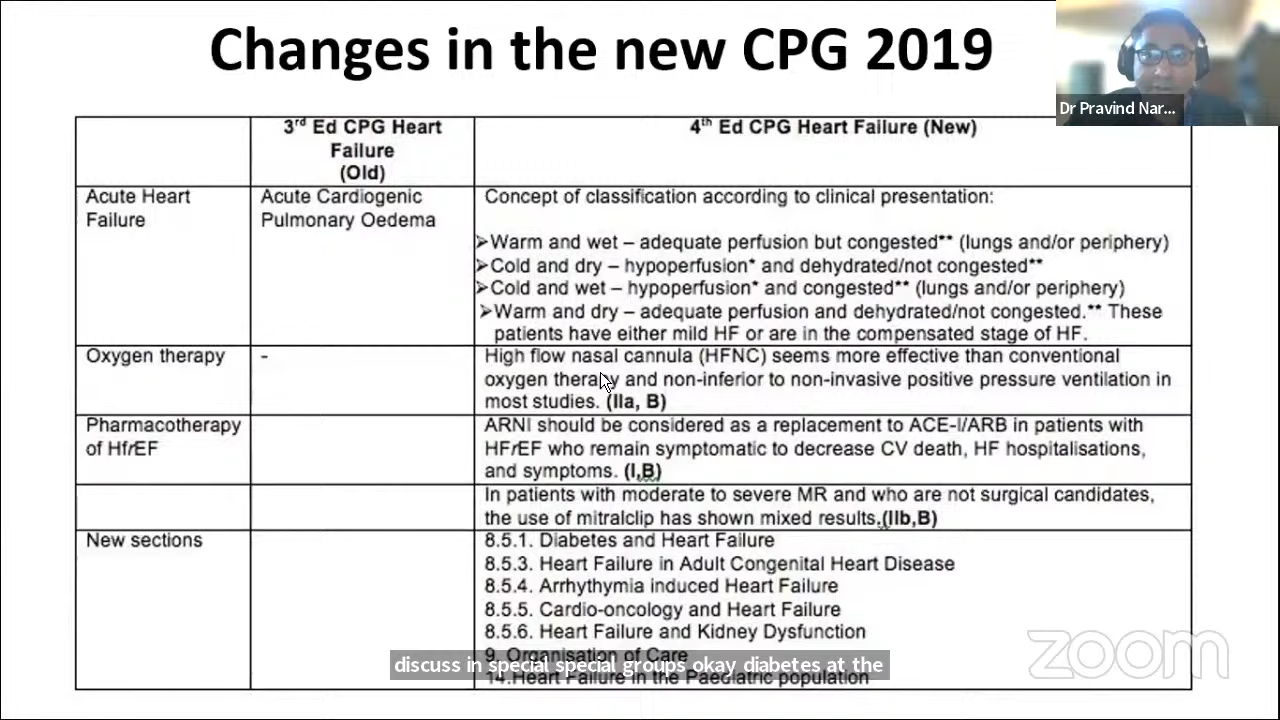 Changes in the new CPG 2019
Dr Pravind Nar...
3rd Ed CPG Heart
Failure
(Old)
4th Ed CPG Heart Failure (New)
Acute Heart
Failure
Acute Cardiogenic
Pulmonary Oedema
Concept of classification according to clinical presentation:
➢Warm and wet – adequate perfusion but congested** (lungs and/or periphery)
➢Cold and dry – hypoperfusion* and dehydrated/not congested**
➢Cold and wet – hypoperfusion* and congested** (lungs and/or periphery)
➢Warm and dry – adequate perfusion and dehydrated/not congested.** These
patients have either mild HF or are in the compensated stage of HF.
Oxygen therapy
-
High flow nasal cannula (HFNC) seems more effective than conventional
oxygen therapy and non-inferior to non-invasive positive pressure ventilation in
most studies. (IIa, B)
Pharmacotherapy
of HfrEF
ARNI should be considered as a replacement to ACE-I/ARB in patients with
HFrEF who remain symptomatic to decrease CV death, HF hospitalisations,
and symptoms. (I,B)
In patients with moderate to severe MR and who are not surgical candidates,
the use of mitralclip has shown mixed results.(IIb,B)
New sections
8.5.1. Diabetes and Heart Failure
8.5.3. Heart Failure in Adult Congenital Heart Disease
8.5.4. Arrhythmia induced Heart Failure
8.5.5. Cardio-oncology and Heart Failure
8.5.6. Heart Failure and Kidney Dysfunction
9. Organisation of Care
14.Heart Failure in the Paediatric population
discuss in special special groups okay diabetes at the
zoom